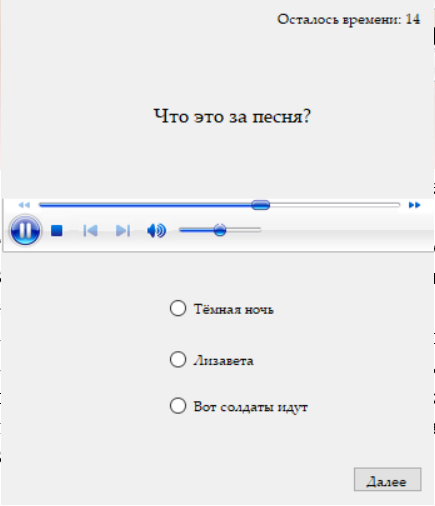 Осталось времени: 14
Что это за песня?
Тёмная ночь
Лизавета
Вот солдаты идут
Далее